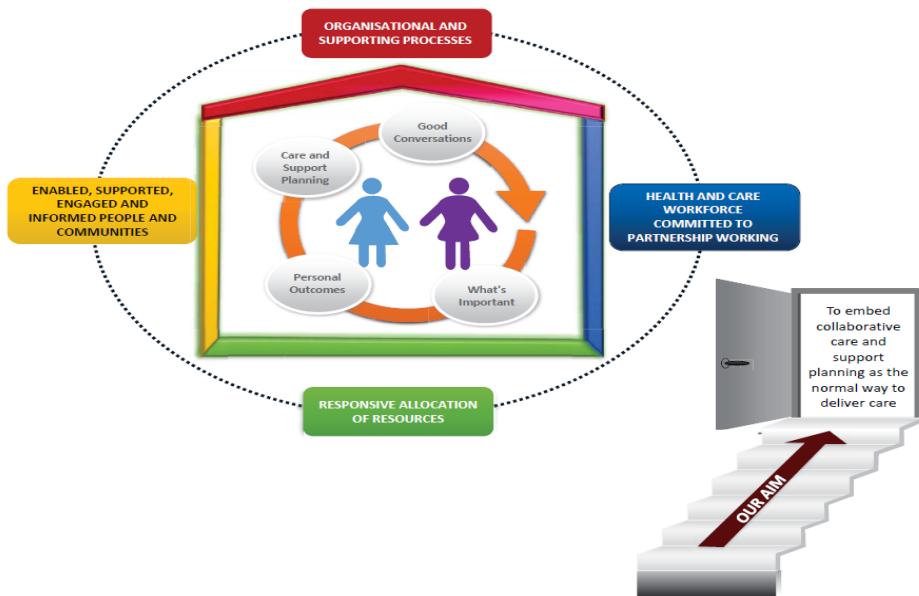 ORGANISATIONAL AND
SUPPORTING PROCESSES
Good
Conversations
Care and
Support
Planning
ENABLED, SUPPORTED,
ENGAGED AND
INFORMED PEOPLE AND
COMMUNITIES
HEALTH AND CARE
WORKFORCE
COMMITTED TO
PARTNERSHIP WORKING
Personal
Outcomes
What's
Important
RESPONSIVE ALLOCATION
OF RESOURCES
To embed
collaborative
care and
support
planning as the
normal way to
deliver care
OUR AIM